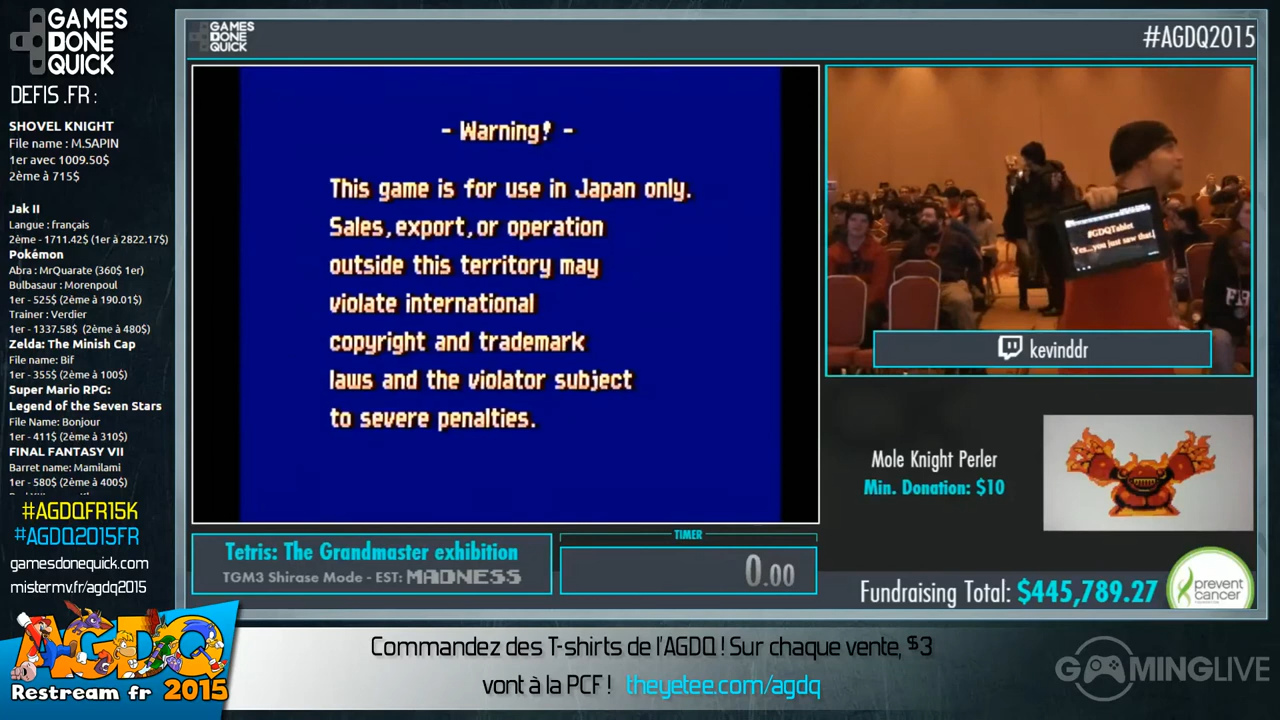 GAMES
DONE
QUICK
DEFIS .FR :
SHOVEL KNIGHT
File name : M.SAPIN
1er avec 1009.50$
2ème à 715$
Jak II
Langue : français
2ème - 1711.42$ (1er à 2822.17$)
Pokémon
Abra : MrQuarate (360$ 1er)
Bulbasaur : Morenpoul
1er - 525$ (2ème à 190.01$)
Trainer : Verdier
1er - 1337.58$ (2ème à 480$)
Zelda: The Minish Cap
File name: Bif
1er - 355$ (2ème à 100$)
Super Mario RPG:
Legend of the Seven Stars
File Name: Bonjour
1er - 411$ (2ème à 310$)
FINAL FANTASY VII
Barret name: Mamilami
1er - 580$ (2ème à 400$)
#AGDQFR15K
#AGDQ2015FR
gamesdonequick.com
mistermv.fr/agdq2015
AGDQ
Restream fr 2015
GAMES
DONE
QUICK
#AGDQ2015
- Warning! -
This game is for use in Japan only.
Sales,export,or operation
outside this territory may
violate international
copyright and trademark
laws and the violator subject
to severe penalties.
#GDQTablet
Yes...you just saw that.
kevinddr
Mole Knight Perler
Min. Donation: $10
Tetris: The Grandmaster exhibition
TGM3 Shirase Mode - EST: MADNESS
TIMER
0.00
Fundraising Total: $445,789.27
prevent
cancer
Commandez des T-shirts de l'AGDQ ! Sur chaque vente, $3
vont à la PCF ! theyetee.com/agdq
GAMINGLIVE